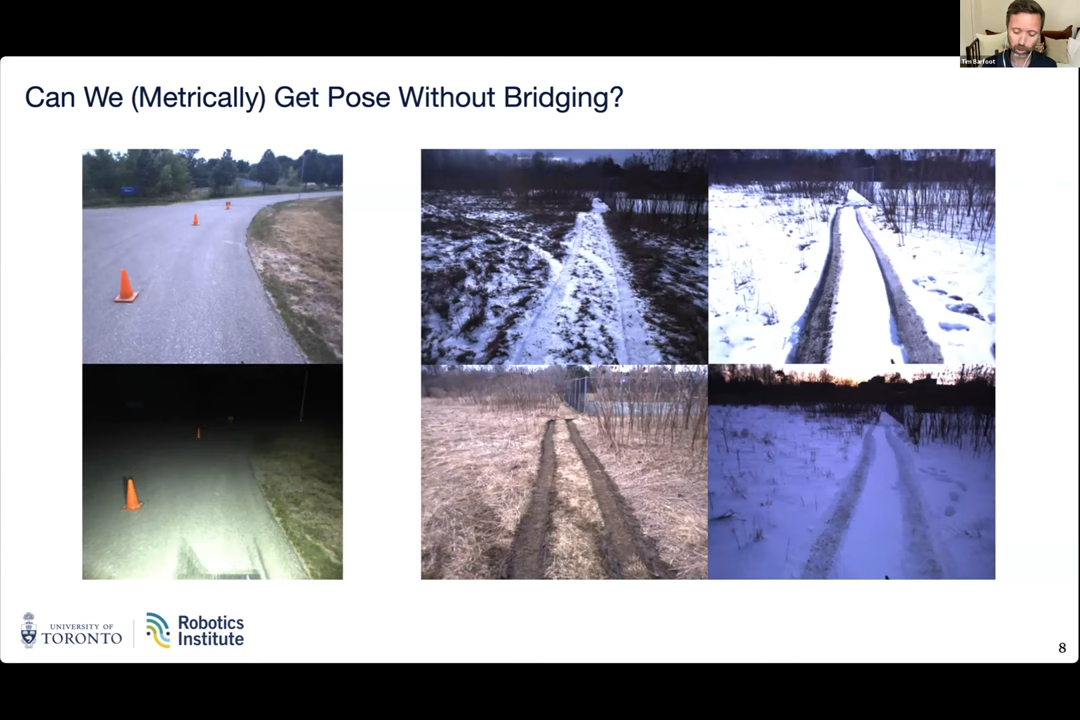 Tim Barfoot
Can We (Metrically) Get Pose Without Bridging?
UNIVERSITY OF
TORONTO
Robotics
Institute
8